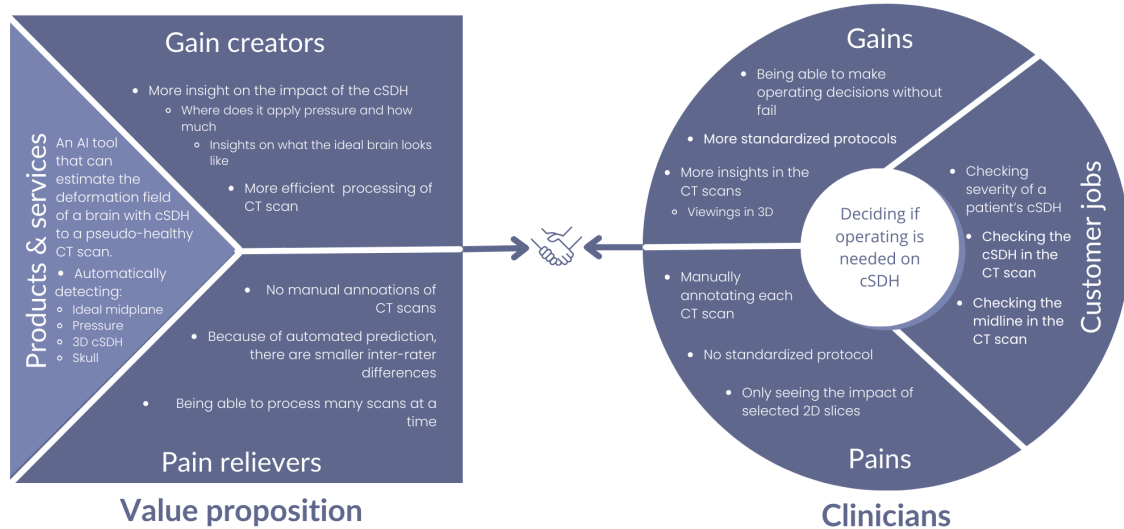 Gain creators
• More insight on the impact of the cSDH
◦ Where does it apply pressure and how
much
◦ Insights on what the ideal brain looks
like
• More efficient processing of
CT scan
Products & services
An AI tool
that can
estimate the
deformation field
of a brain with cSDH
to a pseudo-healthy
CT scan.
• Automatically
detecting:
◦ Ideal midplane
◦ Pressure
◦ 3D cSDH
◦ Skull
• No manual annoations of
CT scans
• Because of automated prediction,
there are smaller inter-rater
differences
• Being able to process many scans at a
time
Pain relievers
Value proposition
Gains
• Being able to make
operating decisions without
fail
• More standardized protocols
• More insights in the
CT scans
◦ Viewings in 3D
Deciding if
operating is
needed on
cSDH
• Checking
severity of a
patient's cSDH
• Checking the
cSDH in the
CT scan
• Checking the
midline in the
CT scan
Customer jobs
• Manually
annotating each
CT scan
• No standardized protocol
• Only seeing the impact of
selected 2D slices
Pains
Clinicians